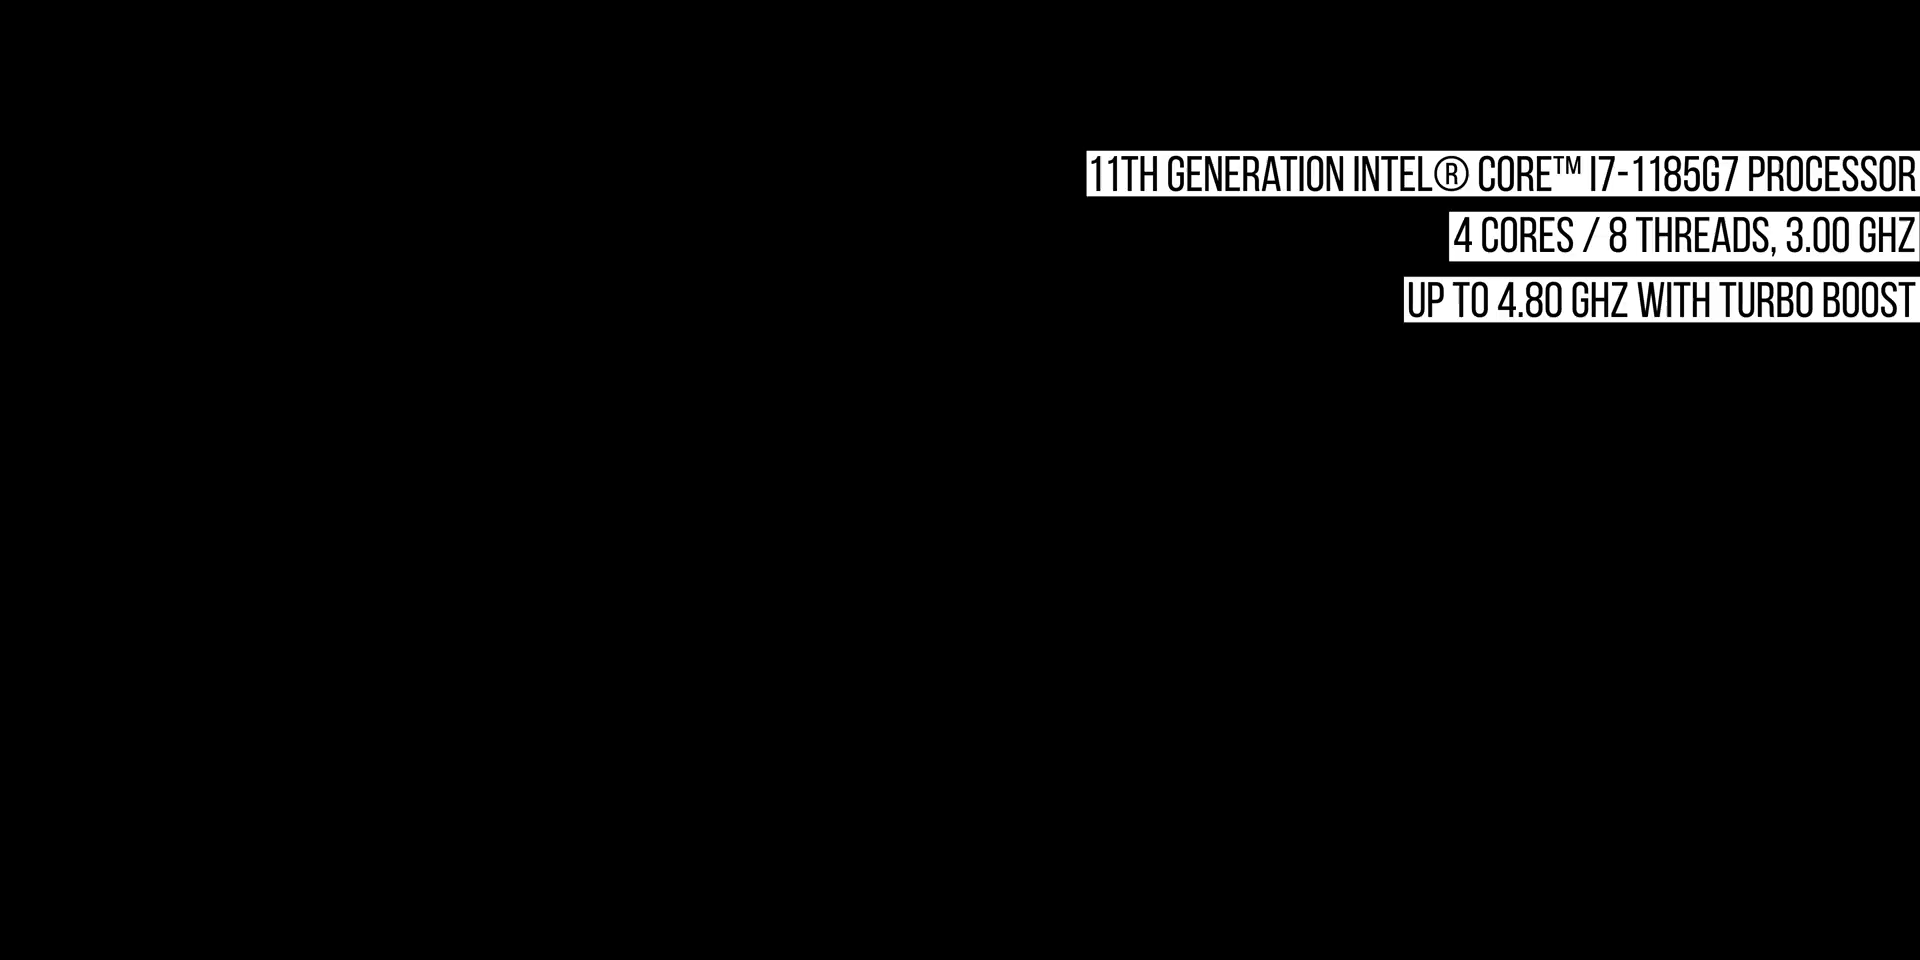 11TH GENERATION INTEL® CORE™ I7-1185G7 PROCESSOR
4 CORES / 8 THREADS, 3.00 GHZ
UP TO 4.80 GHZ WITH TURBO BOOST